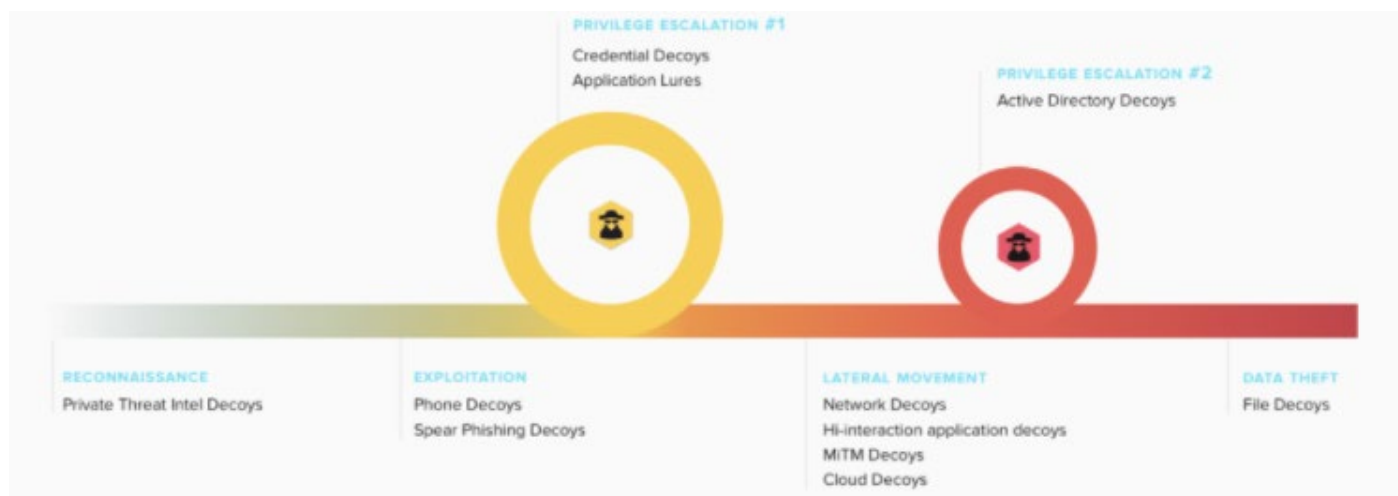 PRIVILEGE ESCALATION #1
Credential Decoys
Application Lures
PRIVILEGE ESCALATION #2
Active Directory Decoys
RECONNAISSANCE
Private Threat Intel Decoys
EXPLOITATION
Phone Decoys
Spear Phishing Decoys
LATERAL MOVEMENT
Network Decoys
Hi-interaction application decoys
MiTM Decoys
Cloud Decoys
DATA THEFT
File Decoys